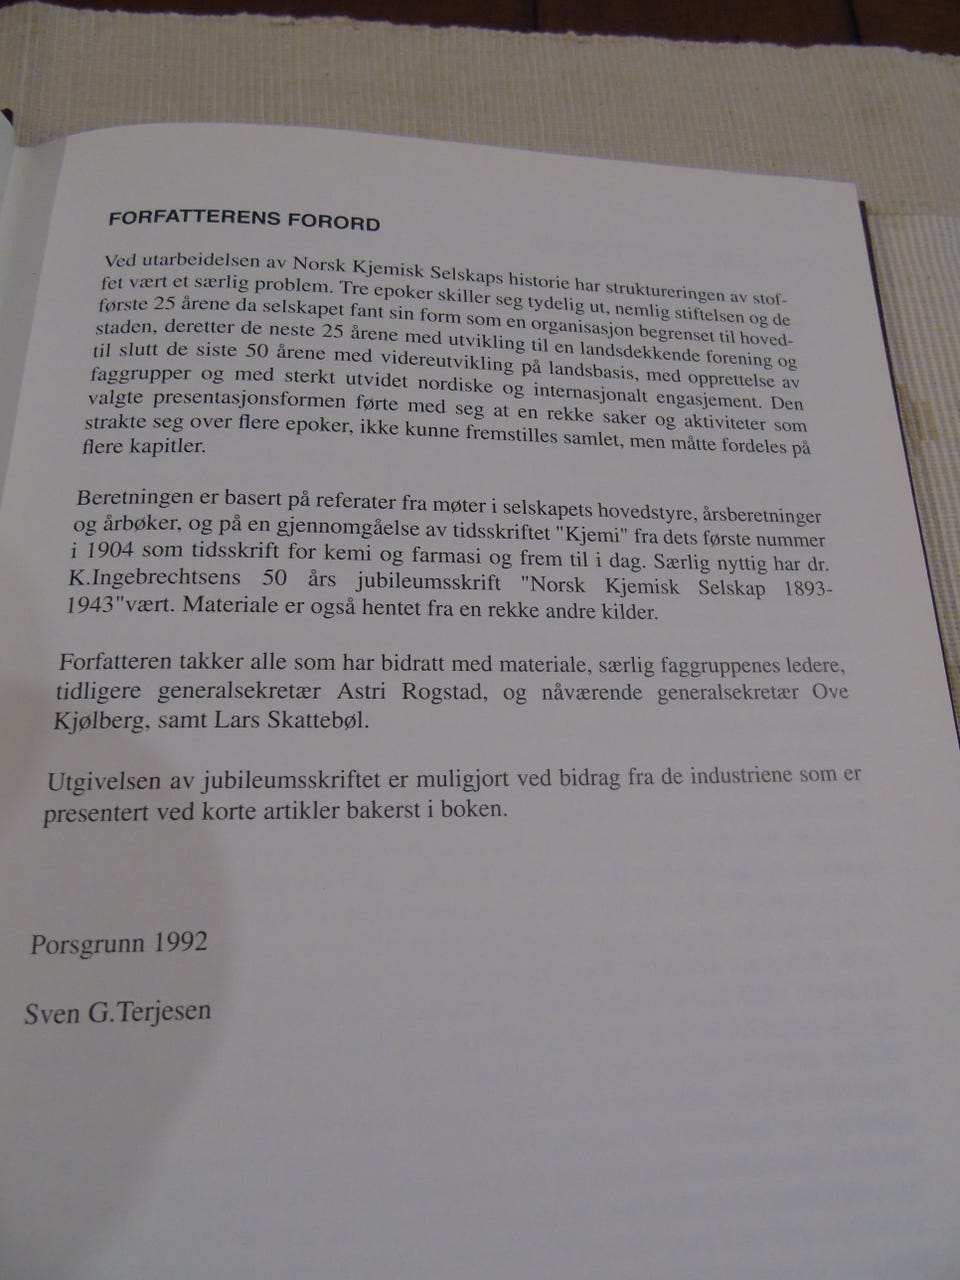 FORFATTERENS FORORD
Ved utarbeidelsen av Norsk Kjemisk Selskaps historie har struktureringen av stof-
fet vært et særlig problem. Tre epoker skiller seg tydelig ut, nemlig stiftelsen og de
første 25 årene da selskapet fant sin form som en organisasjon begrenset til hoved-
staden, deretter de neste 25 årene med utvikling til en landsdekkende forening og
til slutt de siste 50 årene med videreutvikling på landsbasis, med opprettelse av
faggrupper og med sterkt utvidet nordiske og internasjonalt engasjement. Den
valgte presentasjonsformen førte med seg at en rekke saker og aktiviteter som
strakte seg over flere epoker, ikke kunne fremstilles samlet, men måtte fordeles på
flere kapitler.
Beretningen er basert på referater fra møter i selskapets hovedstyre, årsberetninger
og årbøker, og på en gjennomgåelse av tidsskriftet "Kjemi" fra dets første nummer
i 1904 som tidsskrift for kemi og farmasi og frem til i dag. Særlig nyttig har dr.
K.Ingebrechtsens 50 års jubileumsskrift "Norsk Kjemisk Selskap 1893-
1943"vært. Materiale er også hentet fra en rekke andre kilder.
Forfatteren takker alle som har bidratt med materiale, særlig faggruppenes ledere,
tidligere generalsekretær Astri Rogstad, og nåværende generalsekretær Ove
Kjølberg, samt Lars Skattebøl.
Utgivelsen av jubileumsskriftet er muligjort ved bidrag fra de industriene som er
presentert ved korte artikler bakerst i boken.
Porsgrunn 1992
Sven G.Terjesen